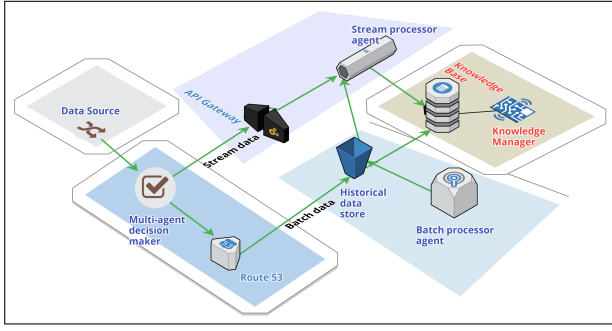 Stream processor
agent
Knowledge
Base
API Gateway
Data Source
Knowledge
Manager
Stream data
Multi-agent
decision
maker
Historical
data
store
Batch data
Batch processor
agent
Route 53